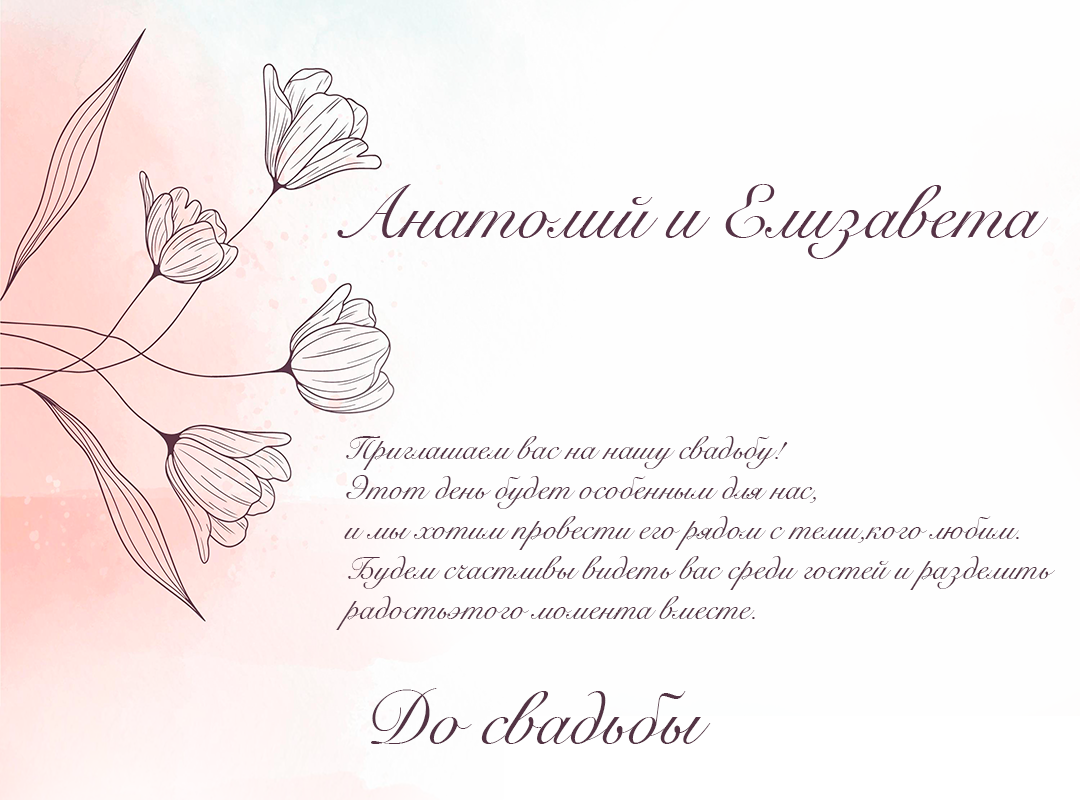 Анатолий и Елизавета
Приглашаем вас на нашу свадьбу!
Этот день будет особенным для нас,
и мы хотим провести его рядом с теми,кого любим.
Будем счастливы видеть вас среди гостей и разделить
радостьэтого момента вместе.
До свадьбы